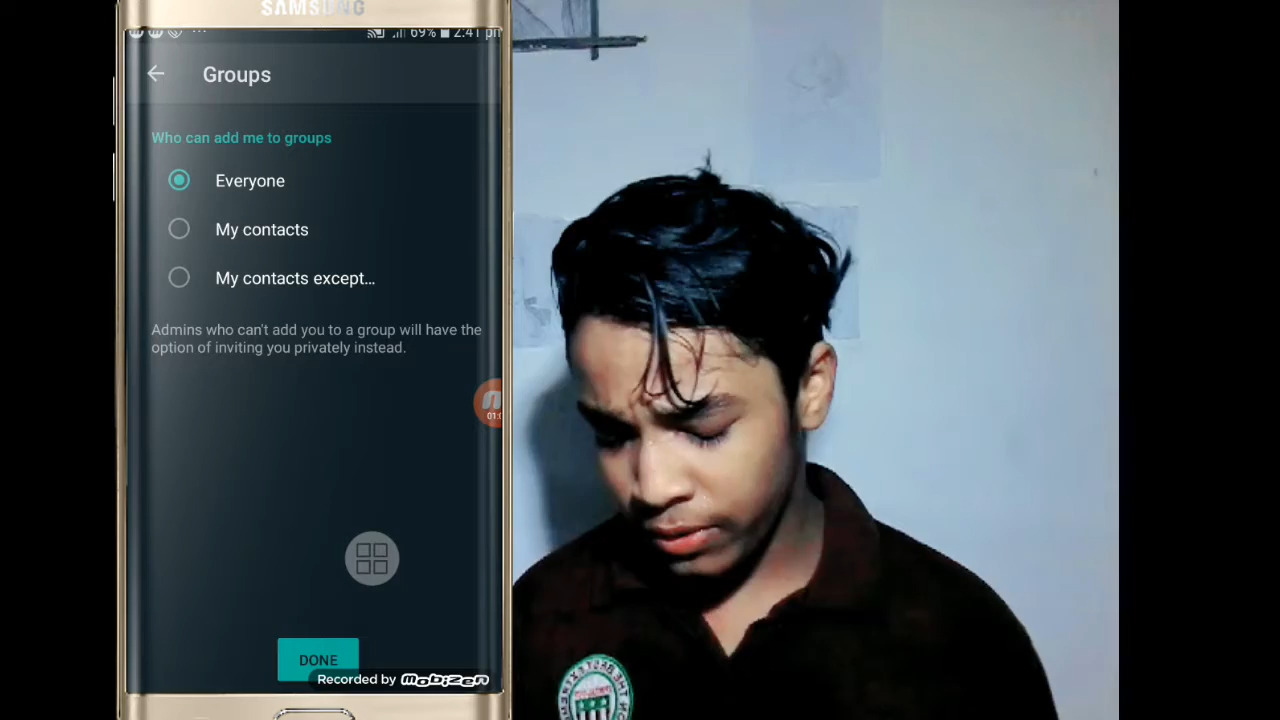 SAMSUNG
69% 2:41 pm
Groups
Who can add me to groups
Everyone
My contacts
My contacts except...
Admins who can't add you to a group will have the
option of inviting you privately instead.
DONE
Recorded by mobizen